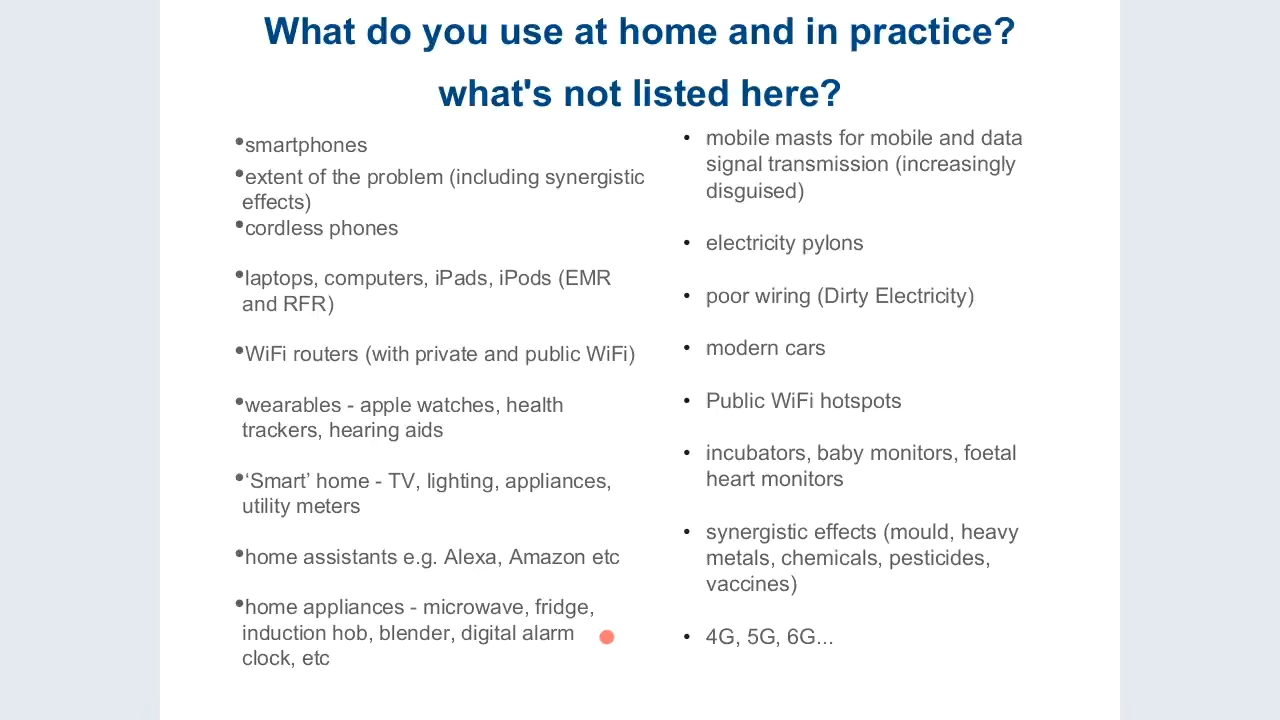 What do you use at home and in practice?
what's not listed here?
•smartphones
•extent of the problem (including synergistic
effects)
•cordless phones
•laptops, computers, iPads, iPods (EMR
and RFR)
•WiFi routers (with private and public WiFi)
•wearables - apple watches, health
trackers, hearing aids
•‘Smart’ home - TV, lighting, appliances,
utility meters
•home assistants e.g. Alexa, Amazon etc
•home appliances - microwave, fridge,
induction hob, blender, digital alarm
clock, etc
• mobile masts for mobile and data
signal transmission (increasingly
disguised)
• electricity pylons
• poor wiring (Dirty Electricity)
• modern cars
• Public WiFi hotspots
• incubators, baby monitors, foetal
heart monitors
• synergistic effects (mould, heavy
metals, chemicals, pesticides,
vaccines)
• 4G, 5G, 6G...